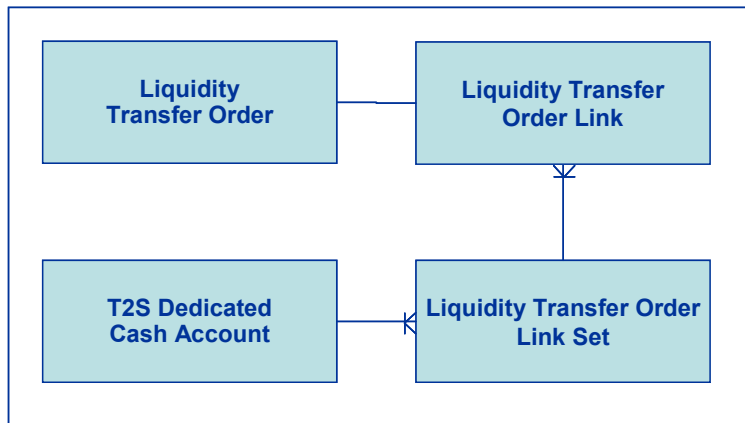 Liquidity
Transfer Order
Liquidity Transfer
Order Link
T2S Dedicated
Cash Account
Liquidity Transfer Order
Link Set